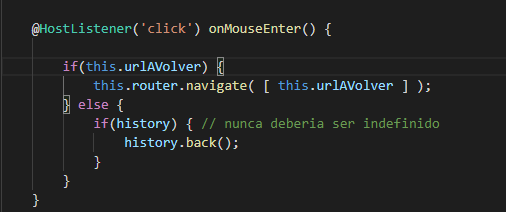 @HostListener('click') onMouseEnter() {
if(this.urlAVolver) {
this.router.navigate( [ this.urlAVolver ] );
} else {
if(history) { // nunca deberia ser indefinido
history.back();
}
}
}